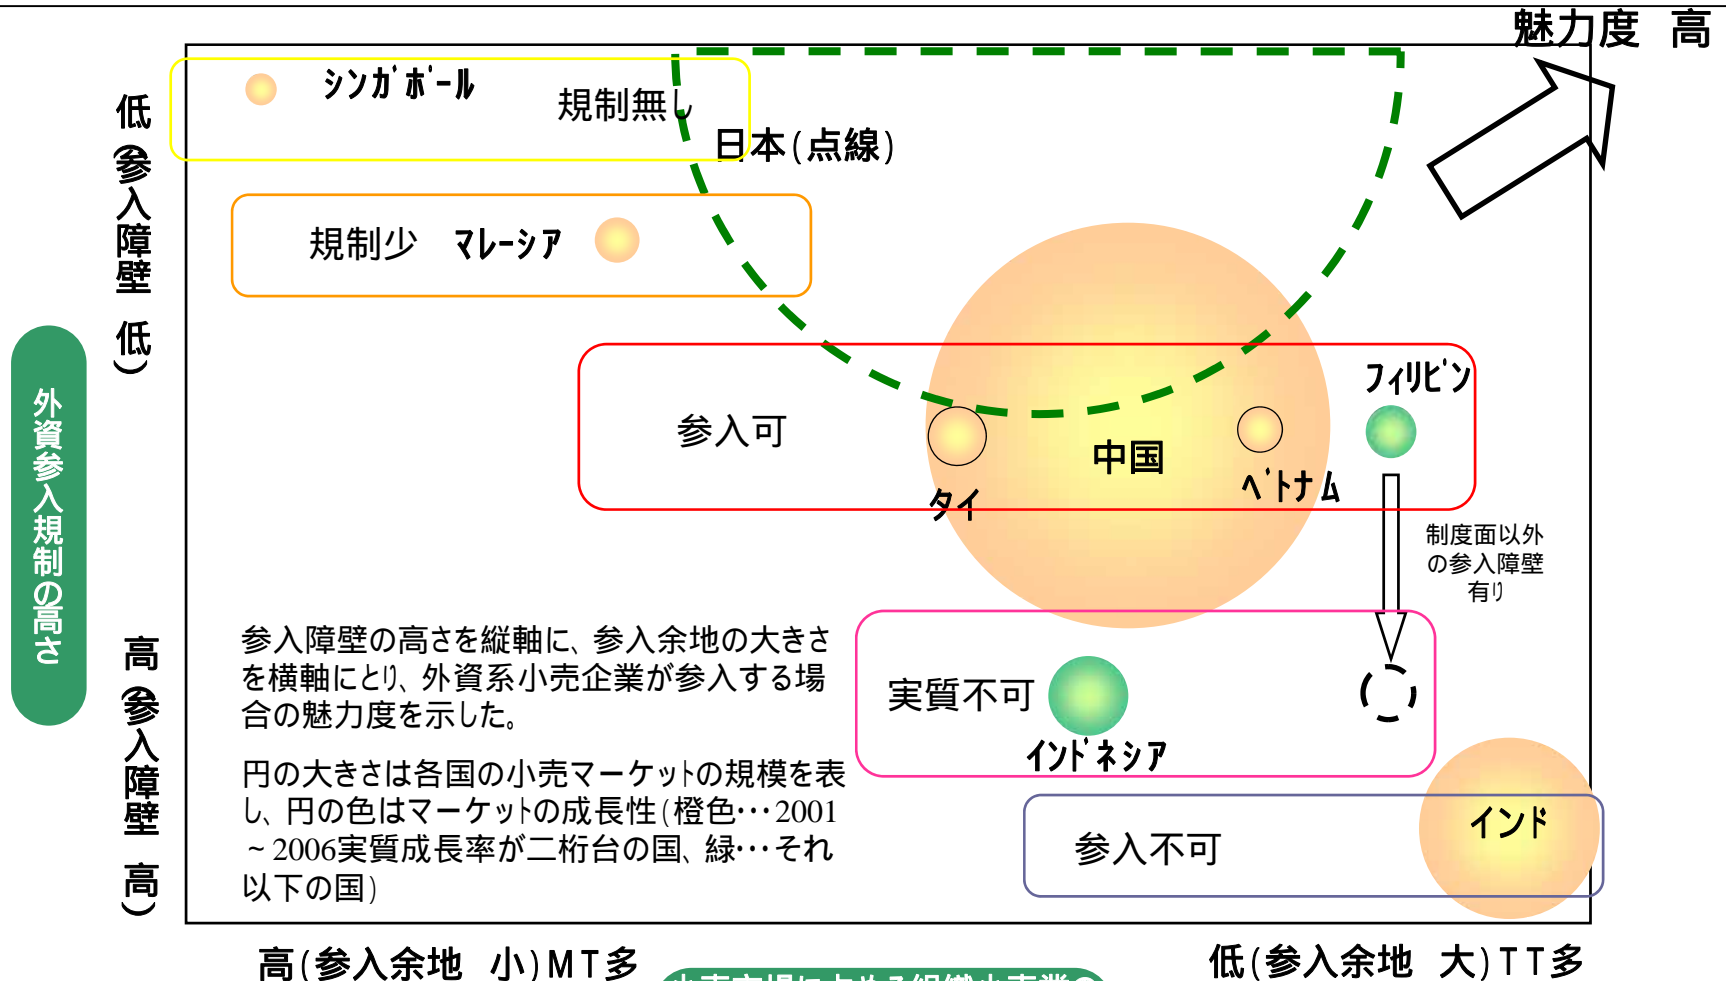 魅力度 高
低(参入障壁 低)
シンガポール
規制無し
日本(点線)
規制少 マレーシア
外資参入規制の高さ
参入可
タイ
中国
ベトナム
フィリピン
制度面以外
の参入障壁
有り
高(参入障壁 高)
参入障壁の高さを縦軸に、参入余地の大きさ
を横軸にとり、外資系小売企業が参入する場
合の魅力度を示した。
円の大きさは各国の小売マーケットの規模を表
し、円の色はマーケットの成長性(橙色・・・2001
~2006実質成長率が二桁台の国、緑・・・それ
以下の国)
実質不可
インドネシア
参入不可
インド
高(参入余地 小)MT多
低(参入余地 大)TT多